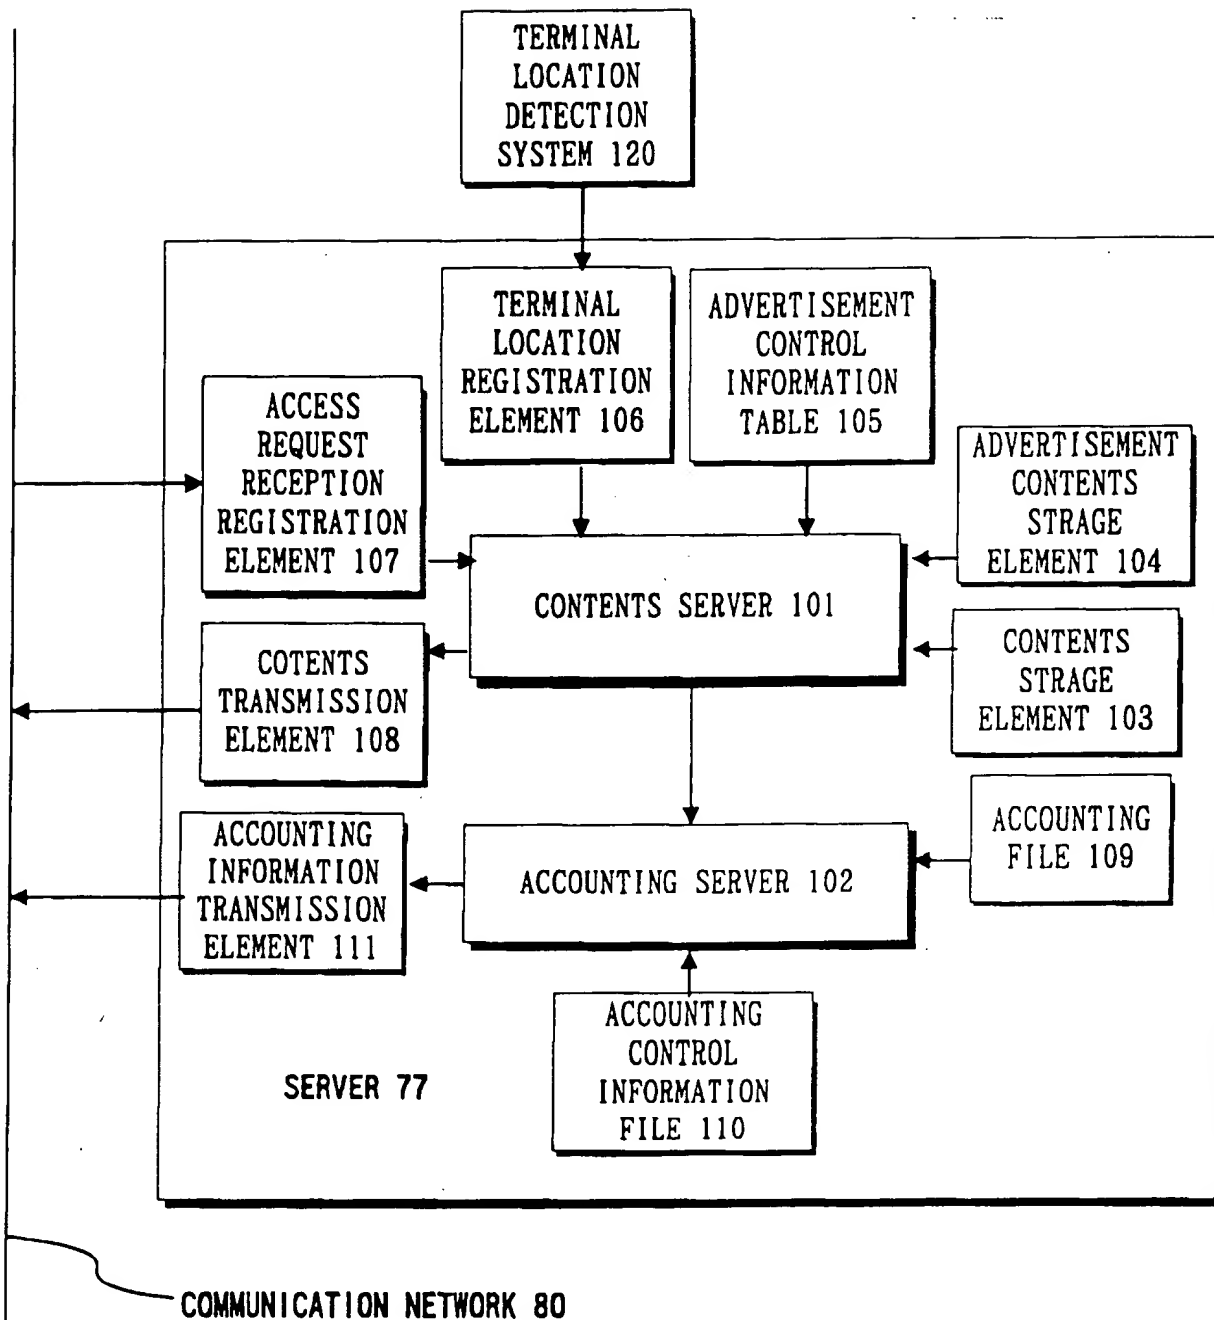 TERMINAL
LOCATION
DETECTION
SYSTEM 120
TERMINAL
LOCATION
REGISTRATION
ELEMENT 106
ADVERTISEMENT
CONTROL
INFORMATION
TABLE 105
ACCESS
REQUEST
RECEPTION
REGISTRATION
ELEMENT 107
ADVERTISEMENT
CONTENTS
STRAGE
ELEMENT 104
CONTENTS SERVER 101
COTENTS
TRANSMISSION
ELEMENT 108
CONTENTS
STRAGE
ELEMENT 103
ACCOUNTING
INFORMATION
TRANSMISSION
ELEMENT 111
ACCOUNTING SERVER 102
ACCOUNTING
FILE 109
ACCOUNTING
CONTROL
INFORMATION
FILE 110
SERVER 77
COMMUNICATION NETWORK 80